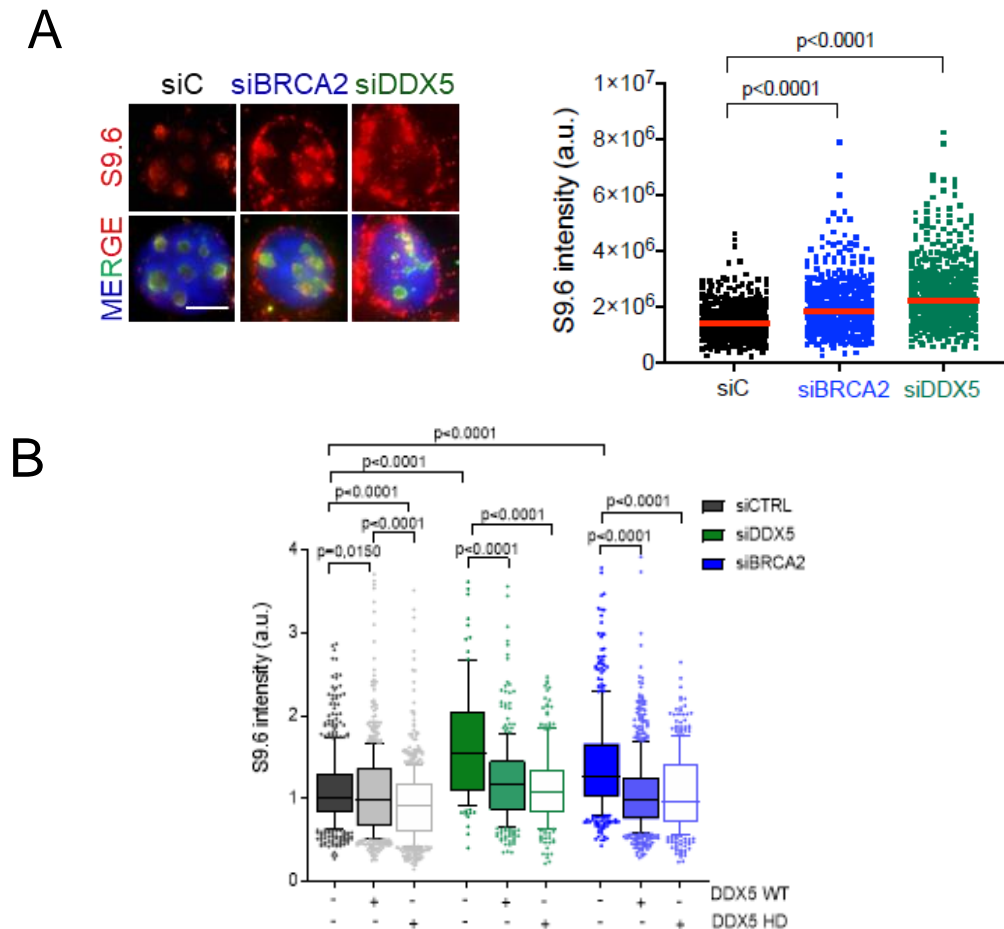 A
siC siBRCA2 siDDX5
S9.6
MERGE
p<0.0001
p<0.0001
S9.6 intensity (a.u.)
1×10⁷
8×10⁶
6×10⁶
4×10⁶
2×10⁶
0
siC siBRCA2 siDDX5
B
p<0.0001
p<0.0001
p<0.0001
p<0.0001
p=0,0150
p<0.0001
p<0.0001
p<0.0001
p<0.0001
siCTRL
siDDX5
siBRCA2
S9.6 intensity (a.u.)
4
3
2
1
0
- + - - + - - + - DDX5 WT
- - + - - + - - + DDX5 HD